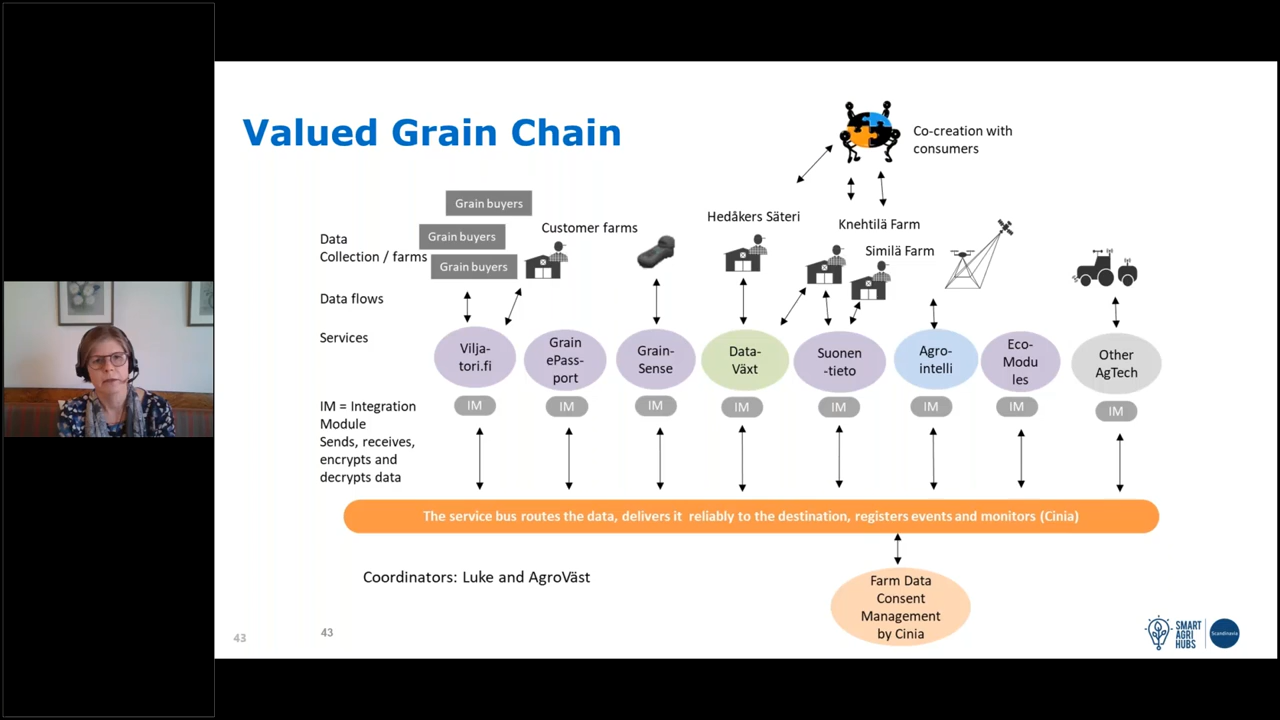 Valued Grain Chain
Co-creation with
consumers
Grain buyers
Grain buyers
Grain buyers
Customer farms
Hedåkers Säteri
Knehtilä Farm
Similä Farm
Data
Collection / farms
Data flows
Services
Vilja-
tori.fi
Grain
ePass-
port
Grain-
Sense
Data-
Växt
Suonen
-tieto
Agro-
intelli
Eco-
Modu
les
Other
AgTech
IM = Integration
Module
Sends, receives,
encrypts and
decrypts data
IM
IM
IM
IM
IM
IM
IM
IM
The service bus routes the data, delivers it reliably to the destination, registers events and monitors (Cinia)
Coordinators: Luke and AgroVäst
Farm Data
Consent
Management
by Cinia
43
43
SMART
AGRI
HUBS
Scandinavia